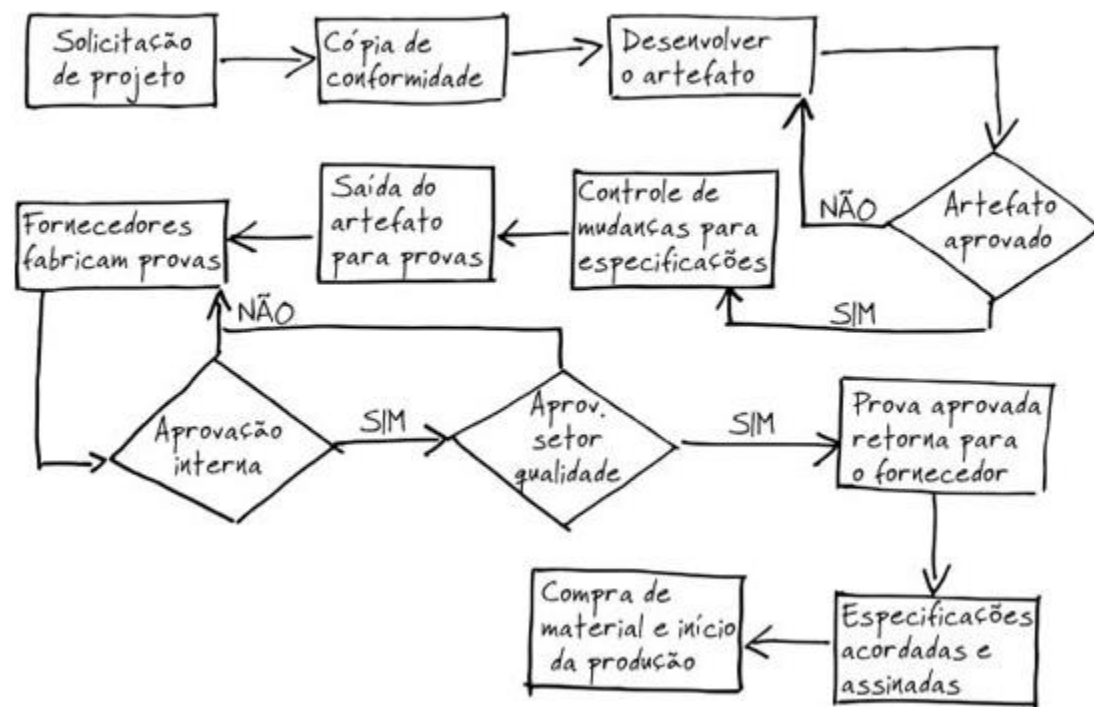 Solicitação
de projeto
Cópia de
conformidade
Desenvolver
o artefato
Artefato
aprovado
NÃO
SIM
Controle de
mudanças para
especificações
Saída do
artefato
para provas
Fornecedores
fabricam provas
NÃO
Aprovação
interna
SIM
Aprov.
setor
qualidade
SIM
Prova aprovada
retorna para
o fornecedor
Especificações
acordadas e
assinadas
Compra de
material e início
da produção